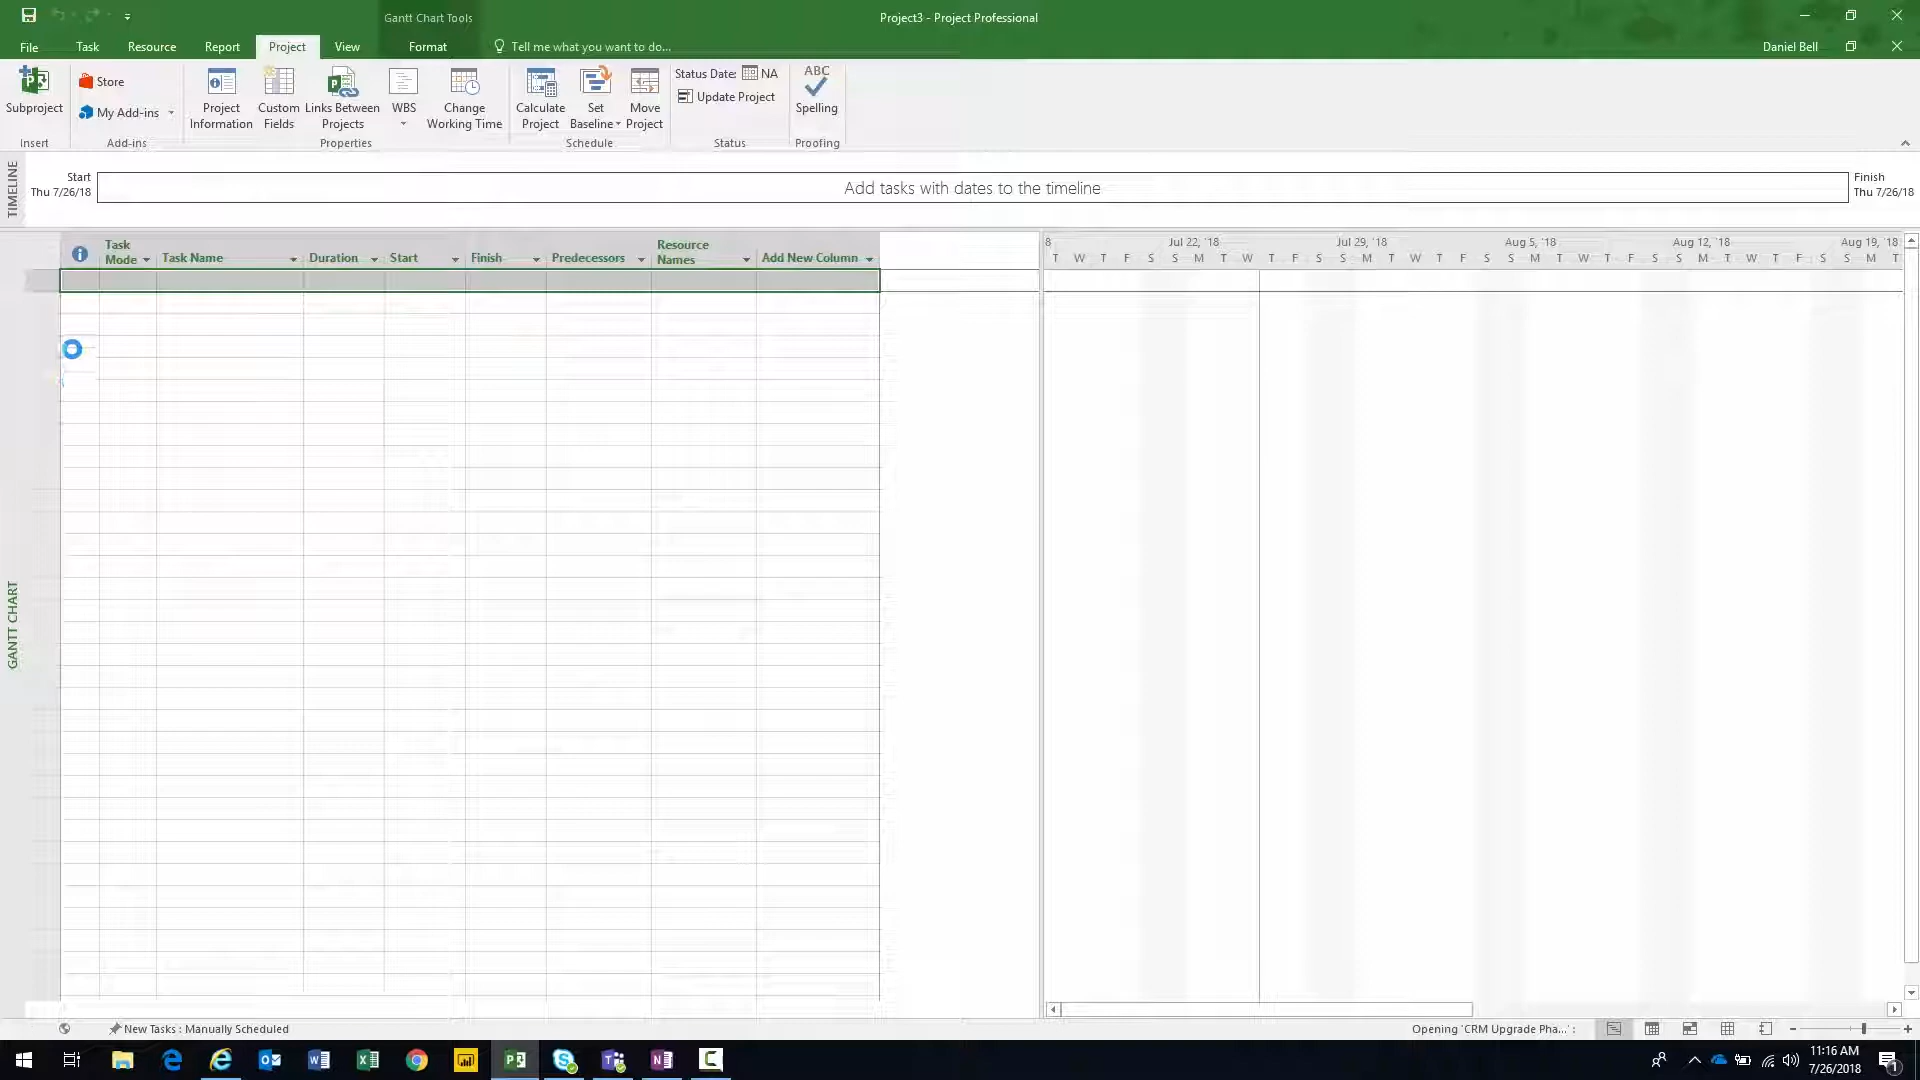 Gantt Chart Tools
Project3 - Project Professional
File Task Resource Report Project View Format Tell me what you want to do...
Daniel Bell
Subproject
Insert
Store
My Add-ins
Add-ins
Project Information
Custom Fields
Links Between Projects
WBS
Change Working Time
Properties
Calculate Project
Set Baseline
Move Project
Schedule
Status Date: NA
Update Project
Status
ABC
Spelling
Proofing
TIMELINE
Start
Thu 7/26/18
Add tasks with dates to the timeline
Finish
Thu 7/26/18
Task Mode
Task Name
Duration
Start
Finish
Predecessors
Resource Names
Add New Column
8 Jul 22, '18 Jul 29, '18 Aug 5, '18 Aug 12, '18 Aug 19, '18
T W T F S S M T W T F S S M T W T F S S M T W T F S S M T W T F S S M T
GANTT CHART
New Tasks : Manually Scheduled
Opening 'CRM Upgrade Pha...' :
11:16 AM
7/26/2018
1